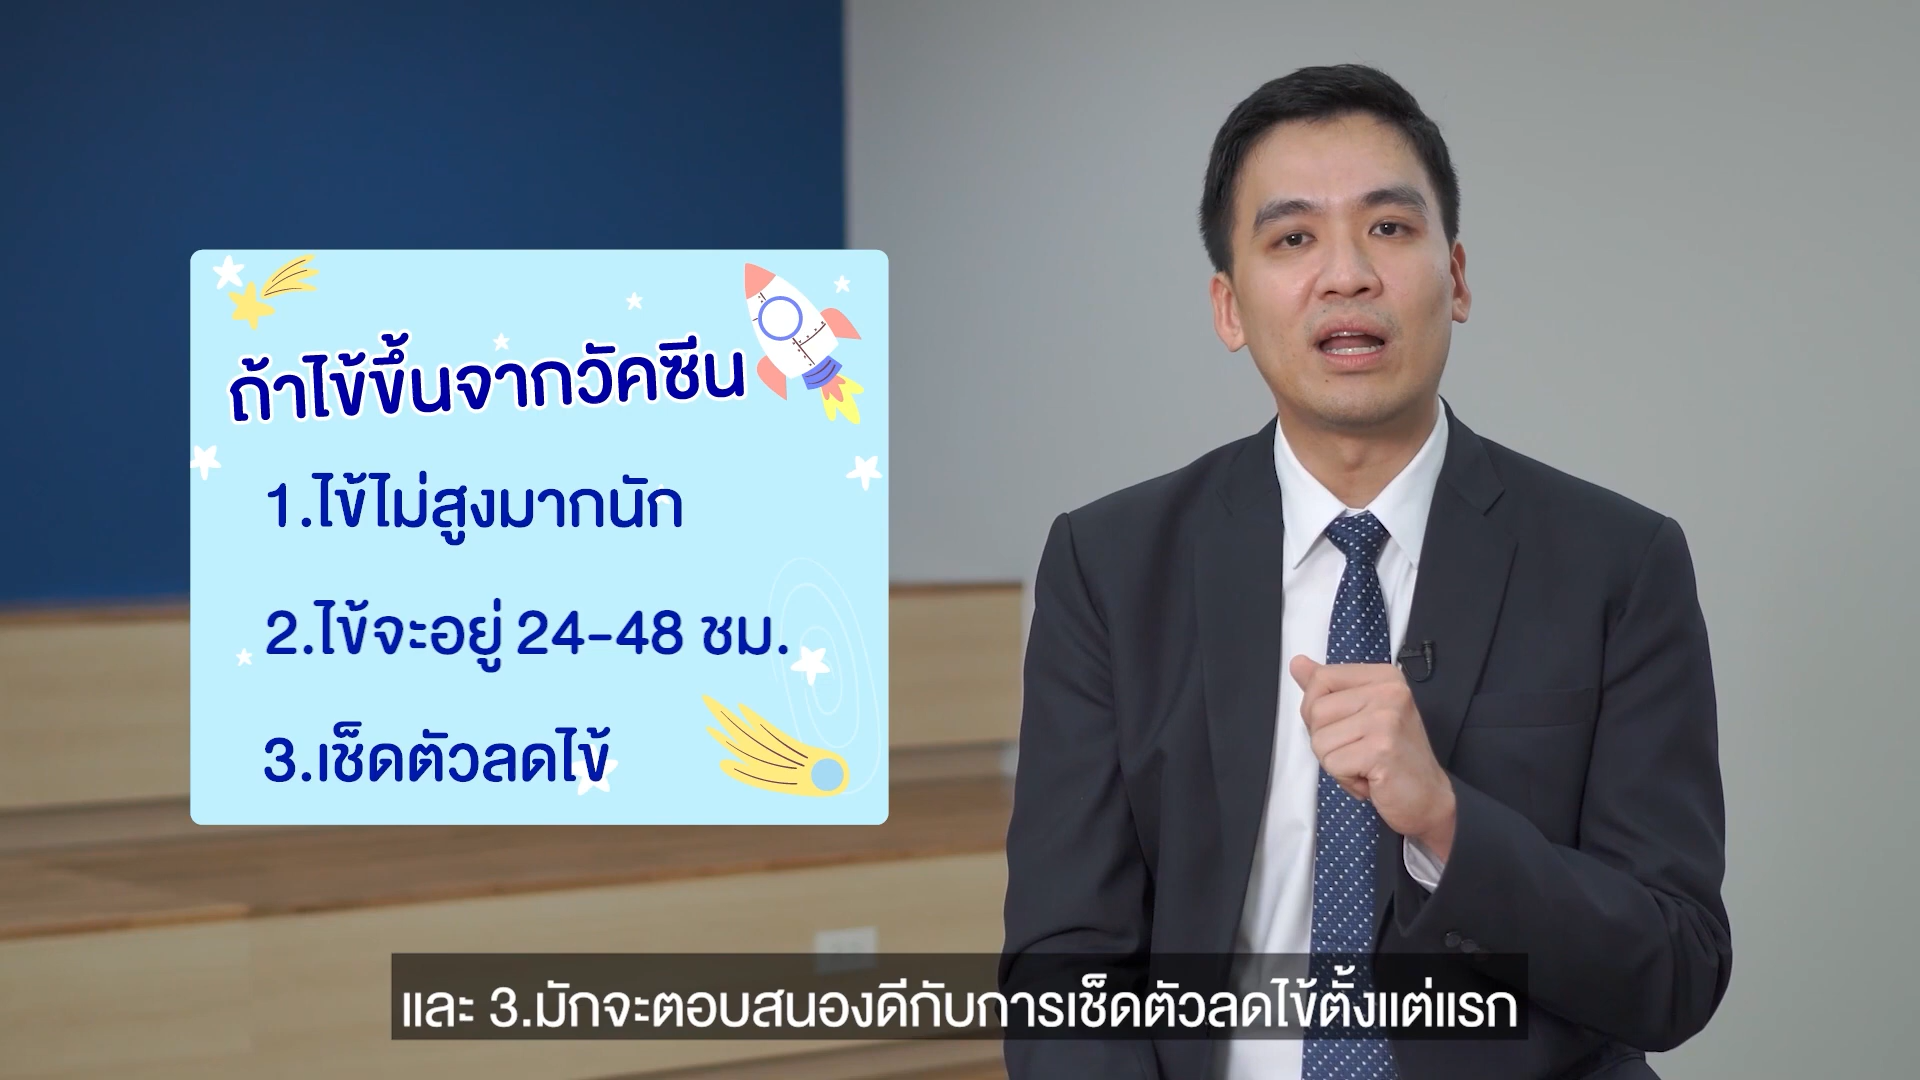 ถ้าไข้ขึ้นจากวัคซีน
1.ไข้ไม่สูงมากนัก
2.ไข้จะอยู่ 24-48 ชม.
3.เช็ดตัวลดไข้
และ 3.มักจะตอบสนองดีกับการเช็ดตัวลดไข้ตั้งแต่แรก